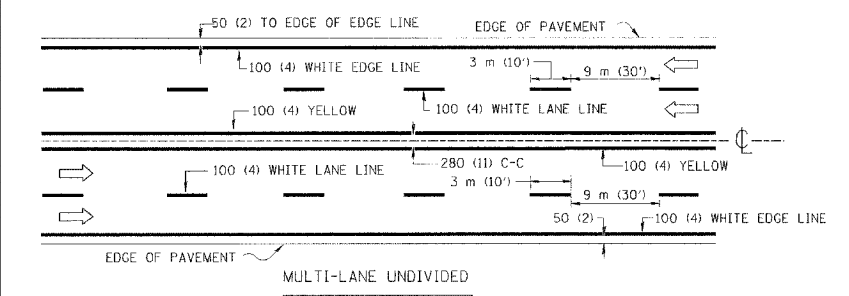 50 (2) TO EDGE OF EDGE LINE
EDGE OF PAVEMENT
100 (4) WHITE EDGE LINE
3 m (10')
9 m (30')
100 (4) YELLOW
100 (4) WHITE LANE LINE
℄
280 (11) C-C
100 (4) YELLOW
100 (4) WHITE LANE LINE
3 m (10')
9 m (30')
50 (2)
100 (4) WHITE EDGE LINE
EDGE OF PAVEMENT
MULTI-LANE UNDIVIDED